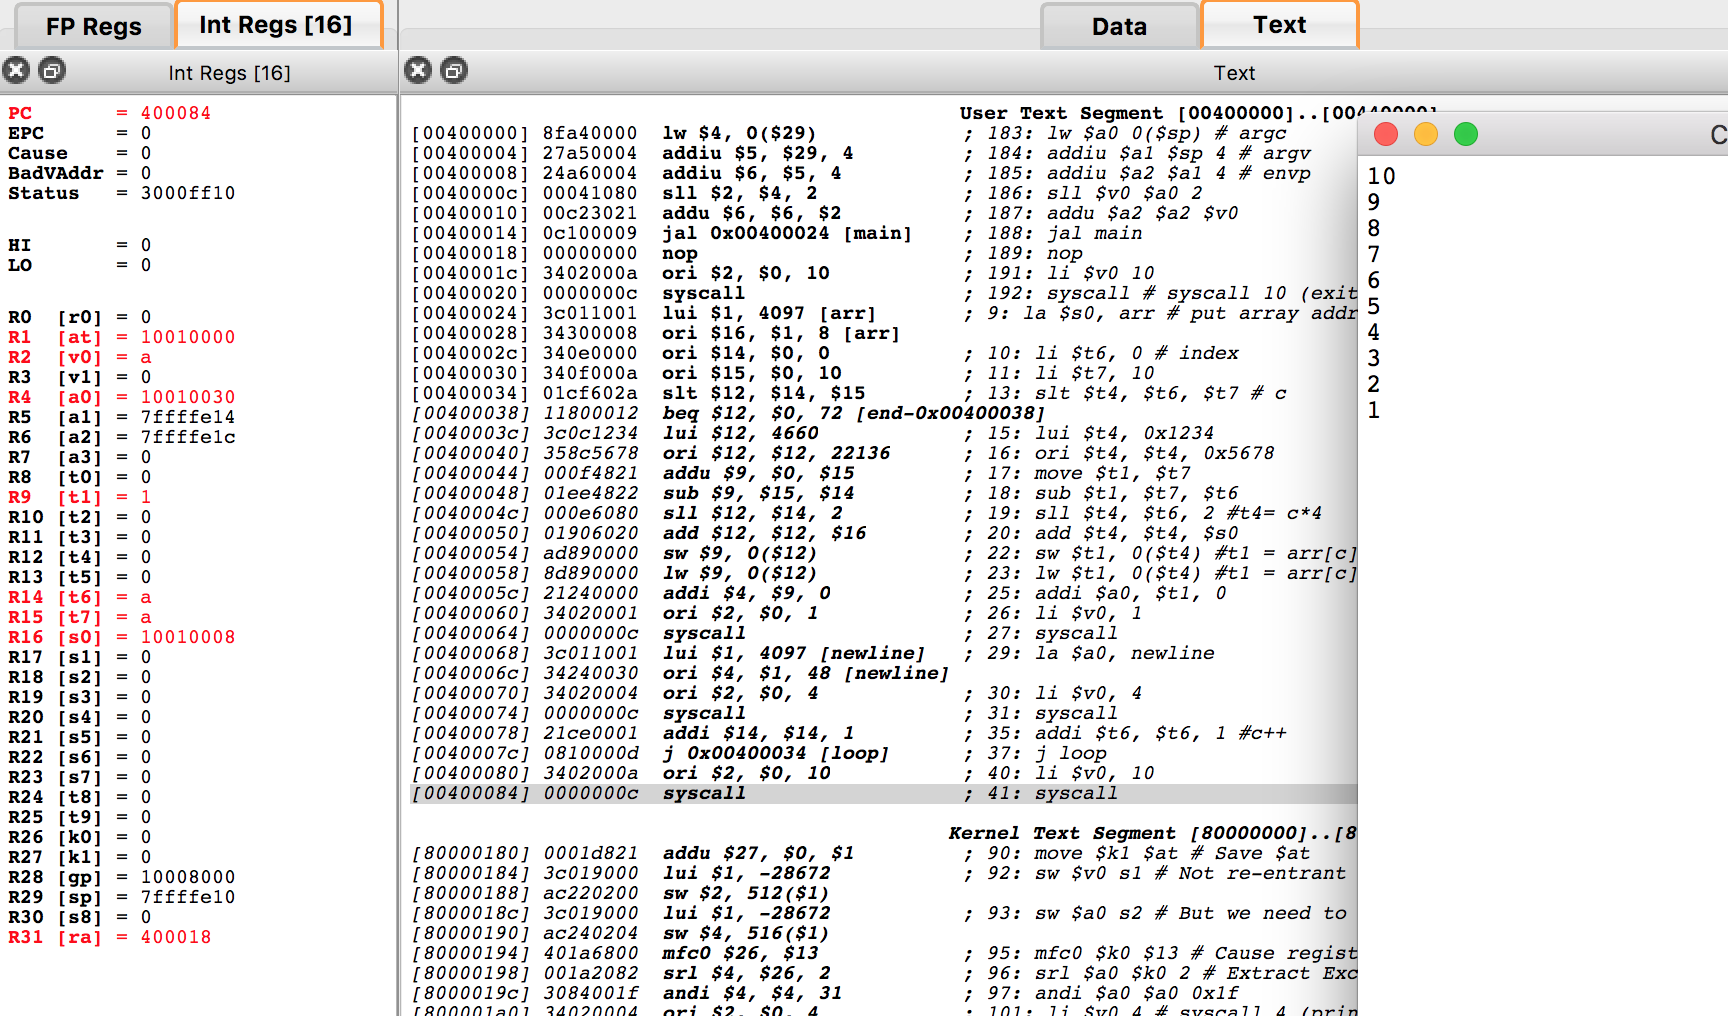 FP Regs
Int Regs [16]
Data
Text
Int Regs [16]
Text
PC = 400084
EPC = 0
Cause = 0
BadVAddr = 0
Status = 3000ff10
HI = 0
LO = 0
R0 [r0] = 0
R1 [at] = 10010000
R2 [v0] = a
R3 [v1] = 0
R4 [a0] = 10010030
R5 [a1] = 7ffffe14
R6 [a2] = 7ffffe1c
R7 [a3] = 0
R8 [t0] = 0
R9 [t1] = 1
R10 [t2] = 0
R11 [t3] = 0
R12 [t4] = 0
R13 [t5] = 0
R14 [t6] = a
R15 [t7] = a
R16 [s0] = 10010008
R17 [s1] = 0
R18 [s2] = 0
R19 [s3] = 0
R20 [s4] = 0
R21 [s5] = 0
R22 [s6] = 0
R23 [s7] = 0
R24 [t8] = 0
R25 [t9] = 0
R26 [k0] = 0
R27 [k1] = 0
R28 [gp] = 10008000
R29 [sp] = 7ffffe10
R30 [s8] = 0
R31 [ra] = 400018
User Text Segment [00400000]..[00440000]
[00400000] 8fa40000 lw $4, 0($29) ; 183: lw $a0 0($sp) # argc
[00400004] 27a50004 addiu $5, $29, 4 ; 184: addiu $a1 $sp 4 # argv
[00400008] 24a60004 addiu $6, $5, 4 ; 185: addiu $a2 $a1 4 # envp
[0040000c] 00041080 sll $2, $4, 2 ; 186: sll $v0 $a0 2
[00400010] 00c23021 addu $6, $6, $2 ; 187: addu $a2 $a2 $v0
[00400014] 0c100009 jal 0x00400024 [main] ; 188: jal main
[00400018] 00000000 nop ; 189: nop
[0040001c] 3402000a ori $2, $0, 10 ; 191: li $v0 10
[00400020] 0000000c syscall ; 192: syscall # syscall 10 (exit
[00400024] 3c011001 lui $1, 4097 [arr] ; 9: la $s0, arr # put array addr
[00400028] 34300008 ori $16, $1, 8 [arr]
[0040002c] 340e0000 ori $14, $0, 0 ; 10: li $t6, 0 # index
[00400030] 340f000a ori $15, $0, 10 ; 11: li $t7, 10
[00400034] 01cf602a slt $12, $14, $15 ; 13: slt $t4, $t6, $t7 # c
[00400038] 11800012 beq $12, $0, 72 [end-0x00400038]
[0040003c] 3c0c1234 lui $12, 4660 ; 15: lui $t4, 0x1234
[00400040] 358c5678 ori $12, $12, 22136 ; 16: ori $t4, $t4, 0x5678
[00400044] 000f4821 addu $9, $0, $15 ; 17: move $t1, $t7
[00400048] 01ee4822 sub $9, $15, $14 ; 18: sub $t1, $t7, $t6
[0040004c] 000e6080 sll $12, $14, 2 ; 19: sll $t4, $t6, 2 #t4= c*4
[00400050] 01906020 add $12, $12, $16 ; 20: add $t4, $t4, $s0
[00400054] ad890000 sw $9, 0($12) ; 22: sw $t1, 0($t4) #t1 = arr[c]
[00400058] 8d890000 lw $9, 0($12) ; 23: lw $t1, 0($t4) #t1 = arr[c]
[0040005c] 21240000 addi $4, $9, 0 ; 25: addi $a0, $t1, 0
[00400060] 34020001 ori $2, $0, 1 ; 26: li $v0, 1
[00400064] 0000000c syscall ; 27: syscall
[00400068] 3c011001 lui $1, 4097 [newline] ; 29: la $a0, newline
[0040006c] 34240030 ori $4, $1, 48 [newline]
[00400070] 34020004 ori $2, $0, 4 ; 30: li $v0, 4
[00400074] 0000000c syscall ; 31: syscall
[00400078] 21ce0001 addi $14, $14, 1 ; 35: addi $t6, $t6, 1 #c++
[0040007c] 0810000d j 0x00400034 [loop] ; 37: j loop
[00400080] 3402000a ori $2, $0, 10 ; 40: li $v0, 10
[00400084] 0000000c syscall ; 41: syscall
Kernel Text Segment [80000000]..[8
[80000180] 0001d821 addu $27, $0, $1 ; 90: move $k1 $at # Save $at
[80000184] 3c019000 lui $1, -28672 ; 92: sw $v0 s1 # Not re-entrant
[80000188] ac220200 sw $2, 512($1)
[8000018c] 3c019000 lui $1, -28672 ; 93: sw $a0 s2 # But we need to
[80000190] ac240204 sw $4, 516($1)
[80000194] 401a6800 mfc0 $26, $13 ; 95: mfc0 $k0 $13 # Cause regist
[80000198] 001a2082 srl $4, $26, 2 ; 96: srl $a0 $k0 2 # Extract Exc
[8000019c] 3084001f andi $4, $4, 31 ; 97: andi $a0 $a0 0x1f
[800001a0] 34020004 ori $2, $0, 4 ; 101: li $v0 4 # syscall 4 (prin
C
10
9
8
7
6
5
4
3
2
1